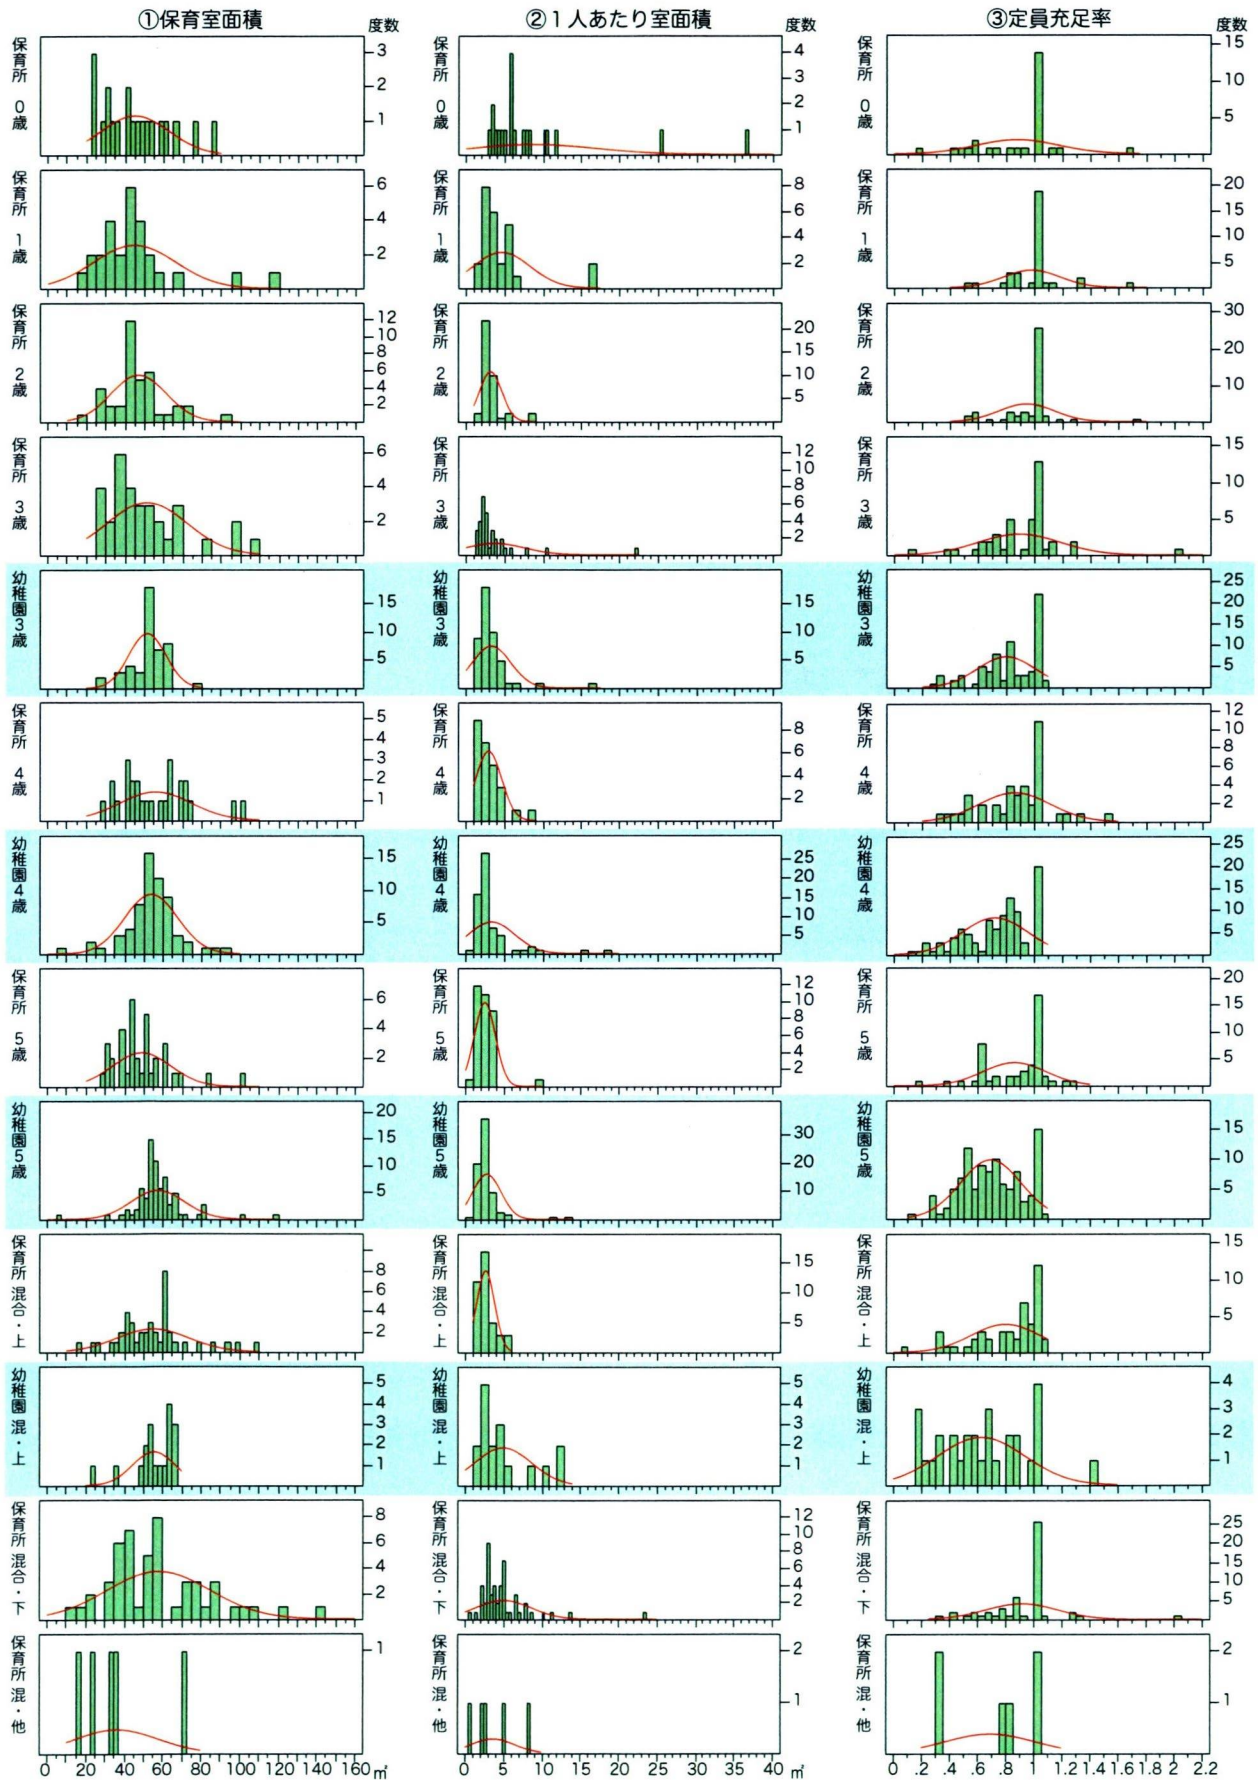 ①保育室面積 度数 ②1人あたり室面積 度数 ③定員充足率 度数
保育所 0歳 3 2 1 4 3 2 1 15 10 5
保育所 1歳 6 4 2 8 6 4 2 20 15 10 5
保育所 2歳 12 10 8 6 4 2 20 15 10 5 30 20 10
保育所 3歳 6 4 2 12 10 8 6 4 2 15 10 5
幼稚園3歳 15 10 5 15 10 5 25 20 15 10 5
保育所 4歳 5 4 3 2 1 8 6 4 2 12 10 8 6 4 2
幼稚園4歳 15 10 5 25 20 15 10 5 25 20 15 10 5
保育所 5歳 6 4 2 12 10 8 6 4 2 20 15 10 5
幼稚園5歳 20 15 10 5 30 20 10 15 10 5
保育所 混合・上 8 6 4 2 15 10 5 15 10 5
幼稚園 混・上 5 4 3 2 1 5 4 3 2 1 4 3 2 1
保育所 混合・下 8 6 4 2 12 10 8 6 4 2 25 20 15 10 5
保育所 混・他 1 2 1 2 1
0 20 40 60 80 100 120 140 160㎡ 0 5 10 15 20 25 30 35 40 ㎡ 0 .2 .4 .6 .8 1.0 1.2 1.4 1.6 1.8 2 2.2